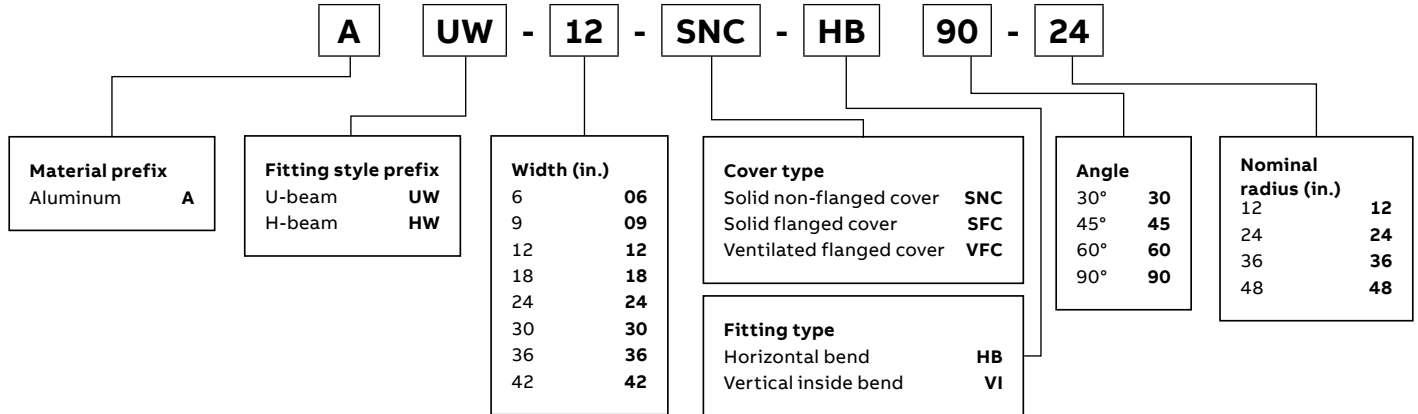 A UW - 12 - SNC - HB 90 - 24
Material prefix
Aluminum A
Fitting style prefix
U-beam UW
H-beam HW
Width (in.)
6 06
9 09
12 12
18 18
24 24
30 30
36 36
42 42
Cover type
Solid non-flanged cover SNC
Solid flanged cover SFC
Ventilated flanged cover VFC
Fitting type
Horizontal bend HB
Vertical inside bend VI
Angle
30° 30
45° 45
60° 60
90° 90
Nominal
radius (in.)
12 12
24 24
36 36
48 48